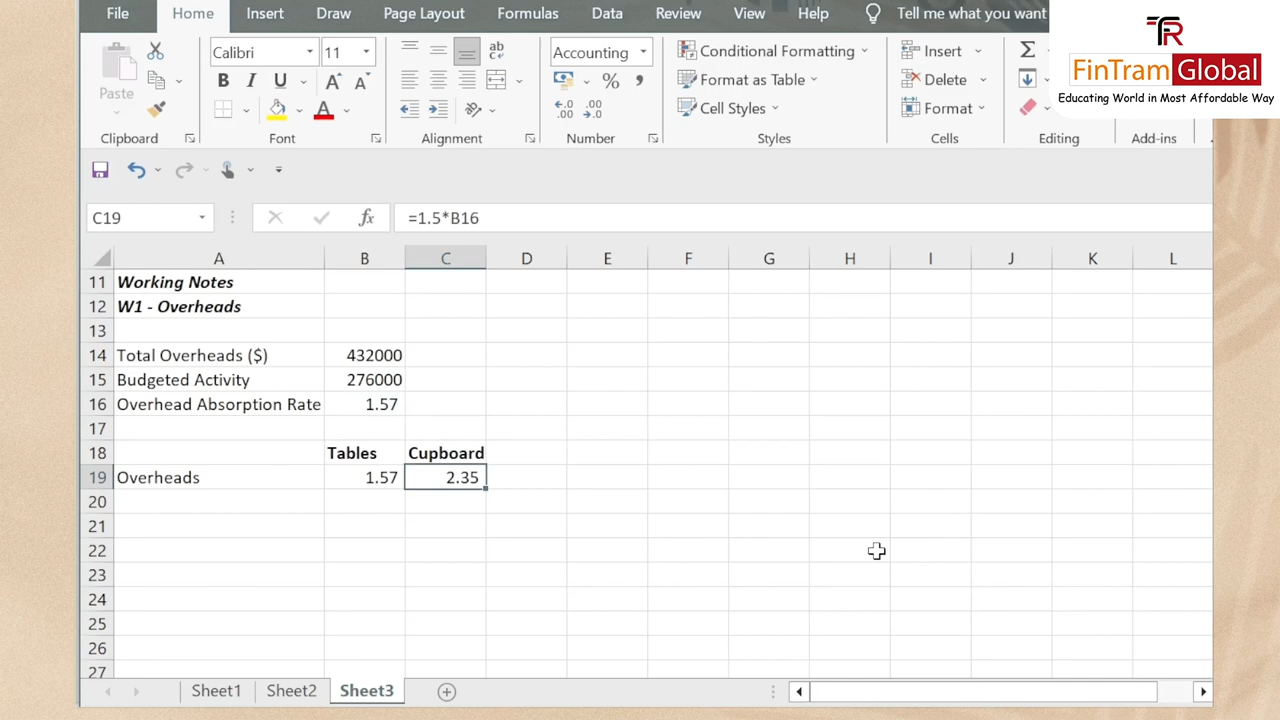 File Home Insert Draw Page Layout Formulas Data Review View Help Tell me what you want
FinTram Global
Educating World in Most Affordable Way
Paste
Calibri 11
B I U A A
ab
Accounting
% ,
Conditional Formatting
Format as Table
Cell Styles
Insert
Delete
Format
Σ
Clipboard Font Alignment Number Styles Cells Editing Add-ins
C19 fx =1.5*B16
A B C D E F G H I J K L
11 Working Notes
12 W1 - Overheads
13
14 Total Overheads ($) 432000
15 Budgeted Activity 276000
16 Overhead Absorption Rate 1.57
17
18 Tables Cupboard
19 Overheads 1.57 2.35
20
21
22
23
24
25
26
27
Sheet1 Sheet2 Sheet3